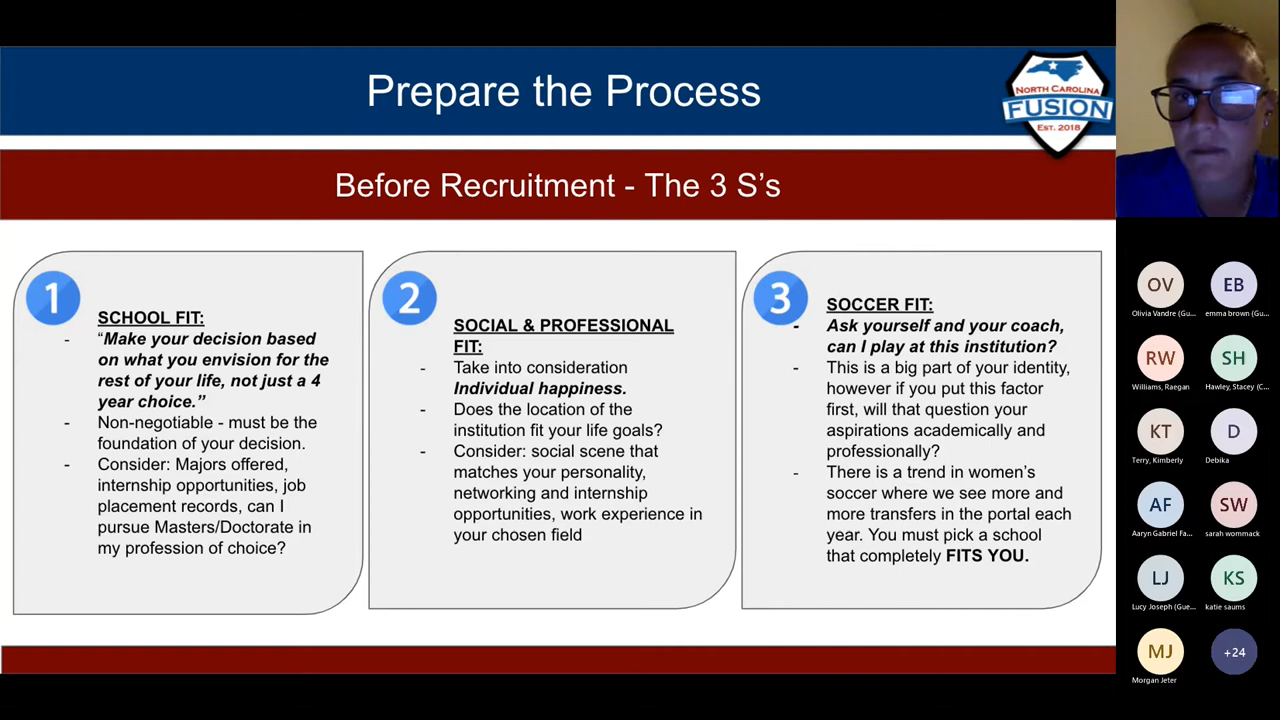 Prepare the Process
NORTH CAROLINA
FUSION
EST. 2018
Before Recruitment - The 3 S's
1
SCHOOL FIT:
- "Make your decision based
on what you envision for the
rest of your life, not just a 4
year choice."
- Non-negotiable - must be the
foundation of your decision.
- Consider: Majors offered,
internship opportunities, job
placement records, can I
pursue Masters/Doctorate in
my profession of choice?
2
SOCIAL & PROFESSIONAL
FIT:
- Take into consideration
Individual happiness.
- Does the location of the
institution fit your life goals?
- Consider: social scene that
matches your personality,
networking and internship
opportunities, work experience in
your chosen field
3
SOCCER FIT:
- Ask yourself and your coach,
can I play at this institution?
- This is a big part of your identity,
however if you put this factor
first, will that question your
aspirations academically and
professionally?
- There is a trend in women's
soccer where we see more and
more transfers in the portal each
year. You must pick a school
that completely FITS YOU.
OV
Olivia Vandre (Gu...
EB
emma brown (Gu...
RW
Williams, Raegan
SH
Hawley, Stacey (C...
KT
Terry, Kimberly
D
Debika
AF
Aaryn Gabriel Fa...
SW
sarah wommack
LJ
Lucy Joseph (Gue...
KS
katie saums
MJ
Morgan Jeter
+24